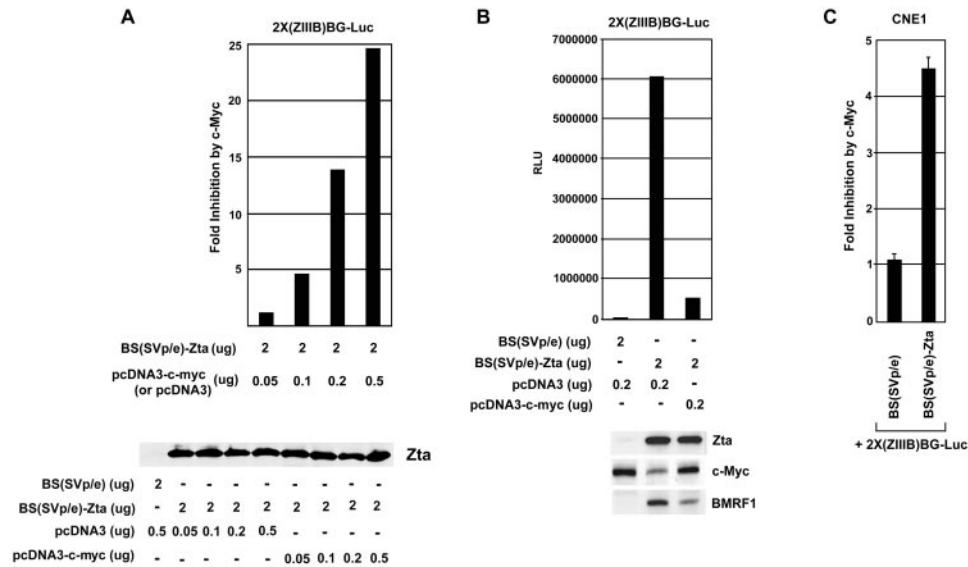 A
2X(ZIIIB)BG-Luc
Fold Inhibition by c-Myc
25
20
15
10
5
BS(SVp/e)-Zta (ug) 2 2 2 2
pcDNA3-c-myc (ug) 0.05 0.1 0.2 0.5
(or pcDNA3)
Zta
BS(SVp/e) (ug) 2 - - - - - - - -
BS(SVp/e)-Zta (ug) - 2 2 2 2 2 2 2 2
pcDNA3 (ug) 0.5 0.05 0.1 0.2 0.5 - - - -
pcDNA3-c-myc (ug) - - - - - 0.05 0.1 0.2 0.5
B
2X(ZIIIB)BG-Luc
RLU
7000000
6000000
5000000
4000000
3000000
2000000
1000000
0
BS(SVp/e) (ug) 2 - -
BS(SVp/e)-Zta (ug) - 2 2
pcDNA3 (ug) 0.2 0.2 -
pcDNA3-c-myc (ug) - - 0.2
Zta
c-Myc
BMRF1
C
CNE1
Fold Inhibition by c-Myc
5
4
3
2
1
0
BS(SVp/e)
BS(SVp/e)-Zta
+ 2X(ZIIIB)BG-Luc